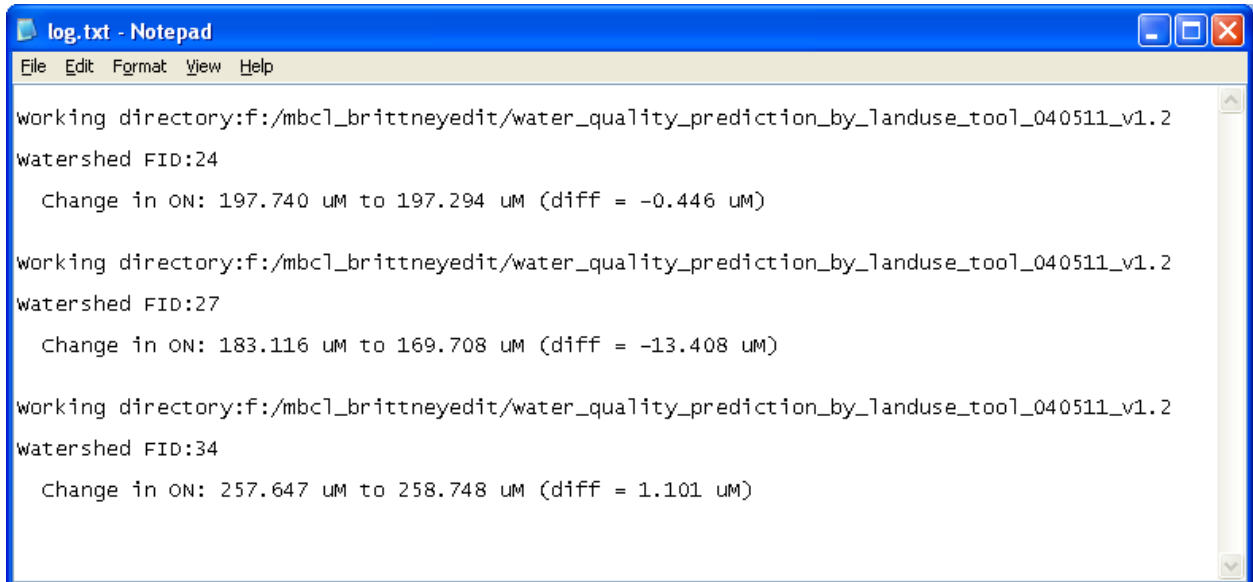 log.txt - Notepad
File Edit Format View Help
Working directory:f:/mbcl_brittneyedit/water_quality_prediction_by_landuse_tool_040511_v1.2
Watershed FID:24
Change in ON: 197.740 uM to 197.294 uM (diff = -0.446 uM)
Working directory:f:/mbcl_brittneyedit/water_quality_prediction_by_landuse_tool_040511_v1.2
Watershed FID:27
Change in ON: 183.116 uM to 169.708 uM (diff = -13.408 uM)
Working directory:f:/mbcl_brittneyedit/water_quality_prediction_by_landuse_tool_040511_v1.2
Watershed FID:34
Change in ON: 257.647 uM to 258.748 uM (diff = 1.101 uM)